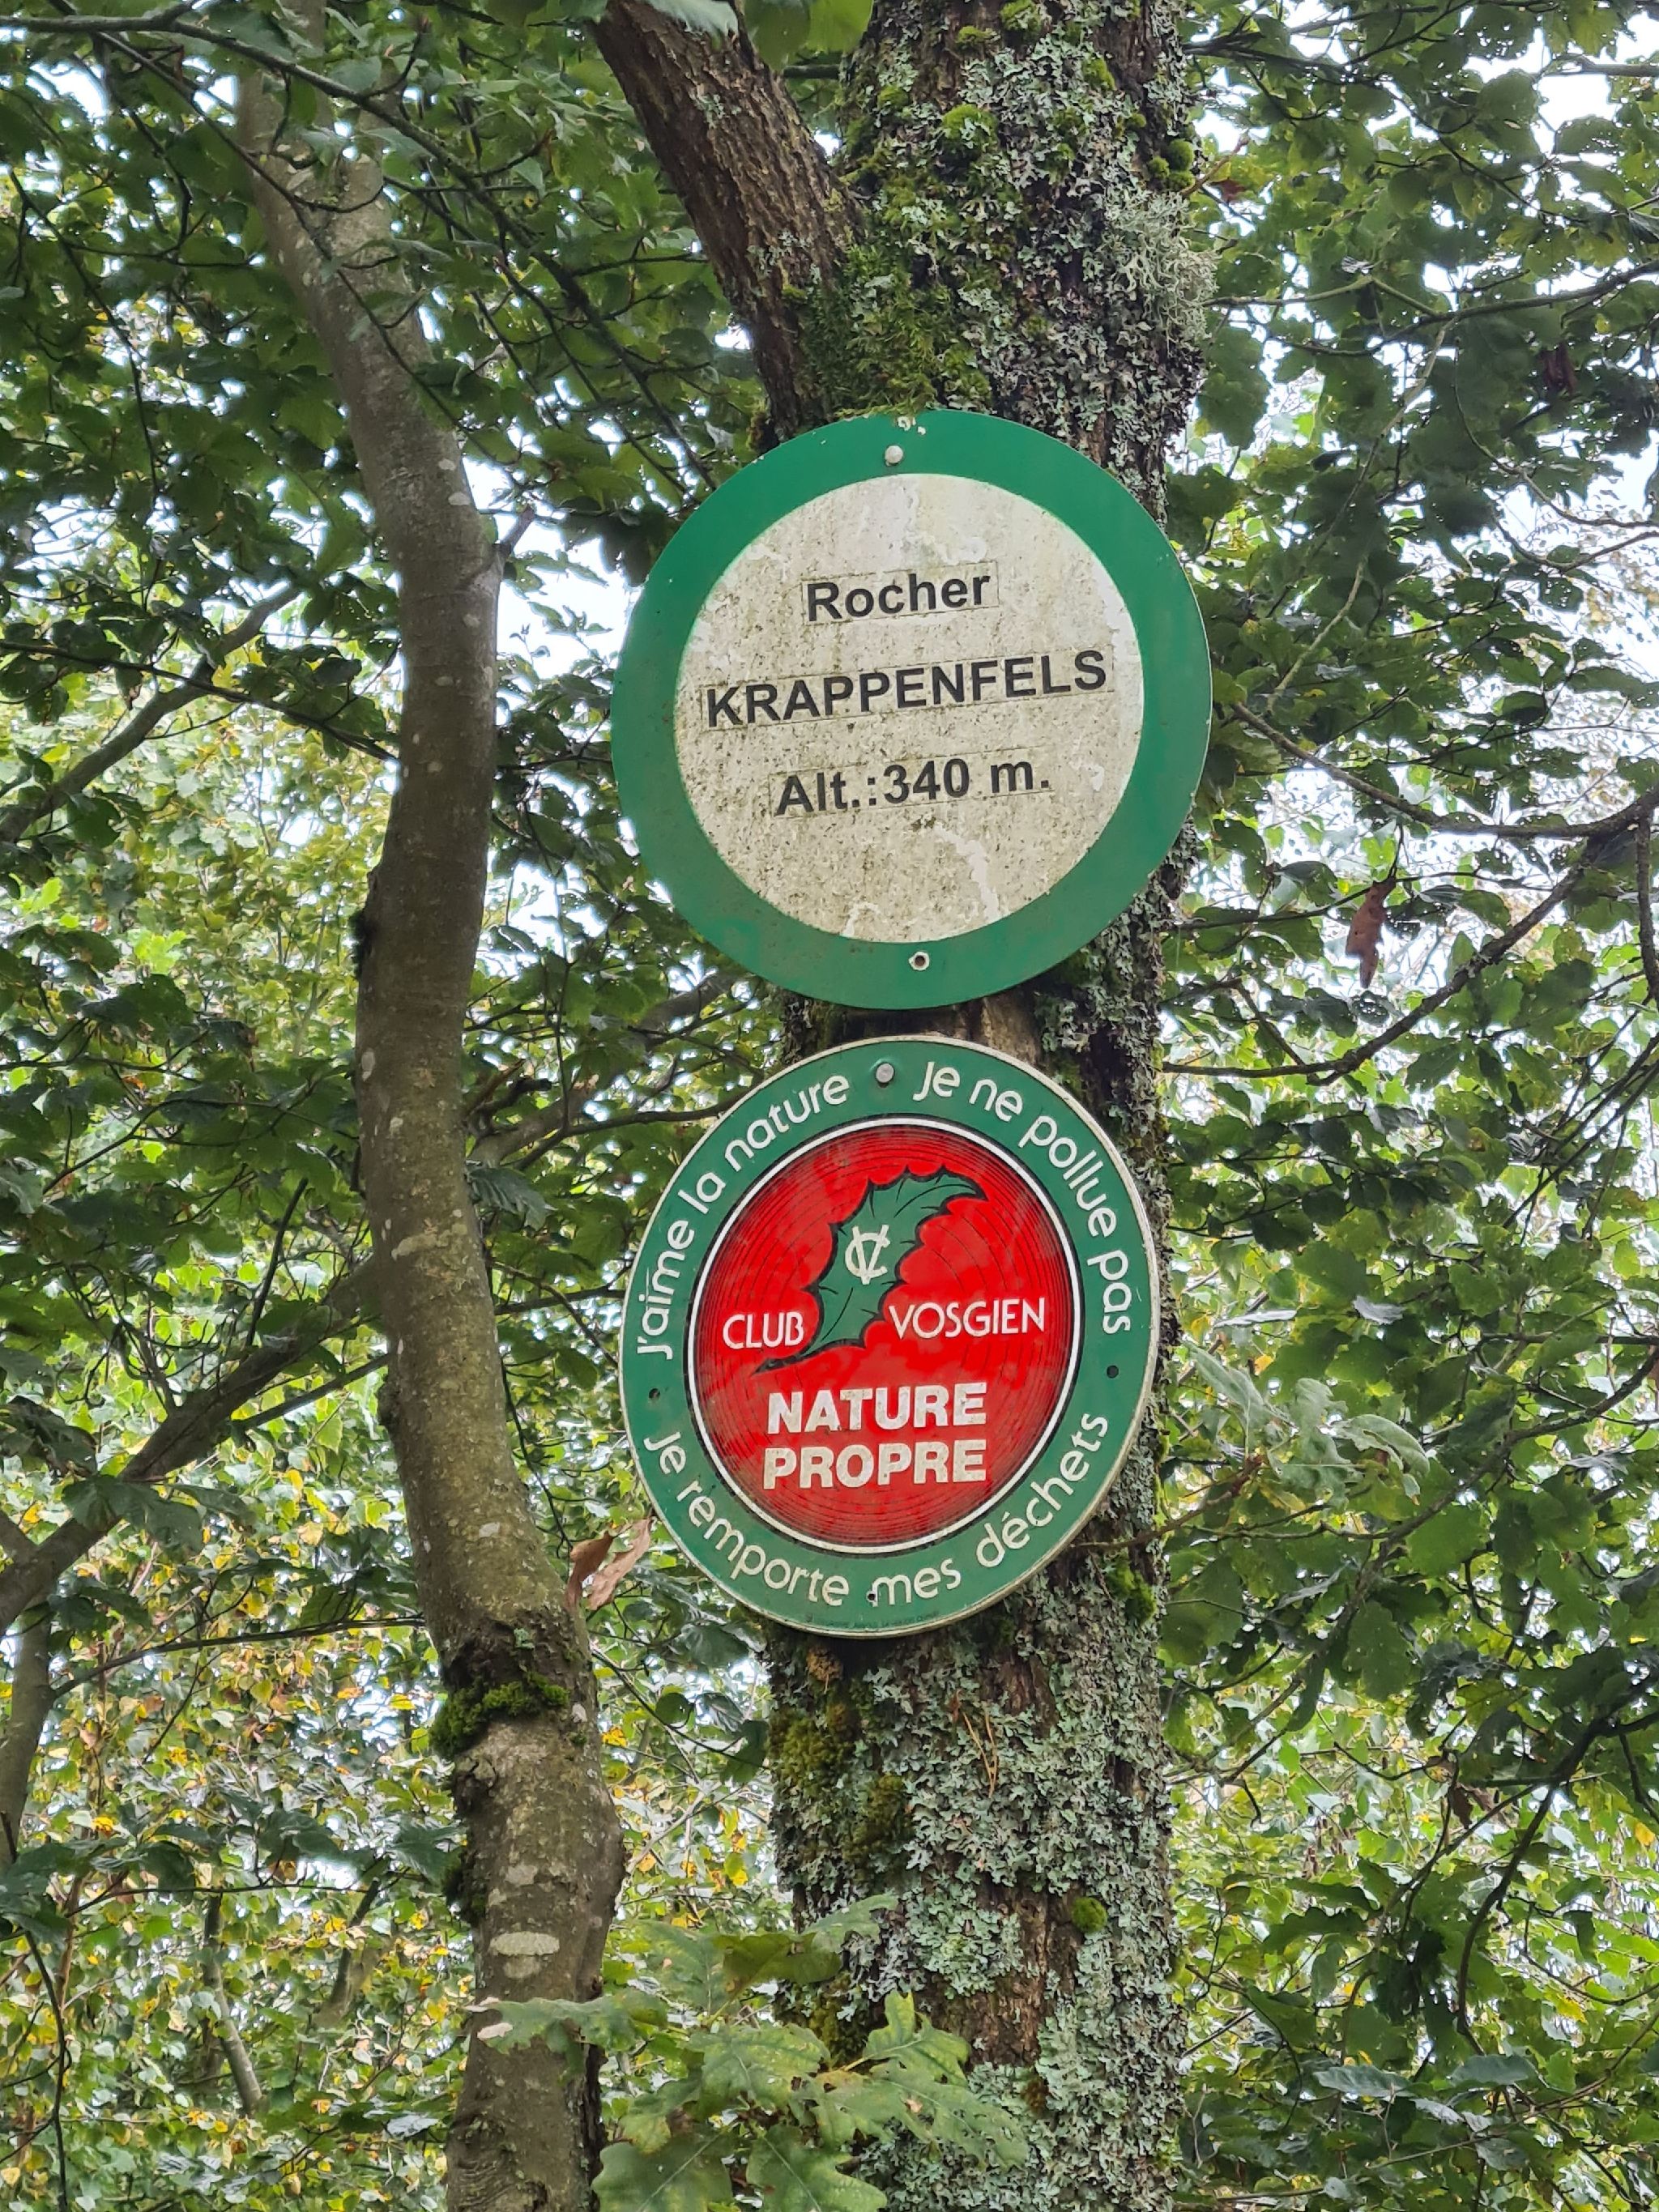 Rocher
KRAPPENFELS
Alt.:340 m.
J'aime la nature
Je ne pollue pas
CV
CLUB VOSGIEN
NATURE
PROPRE
Je remporte mes déchets